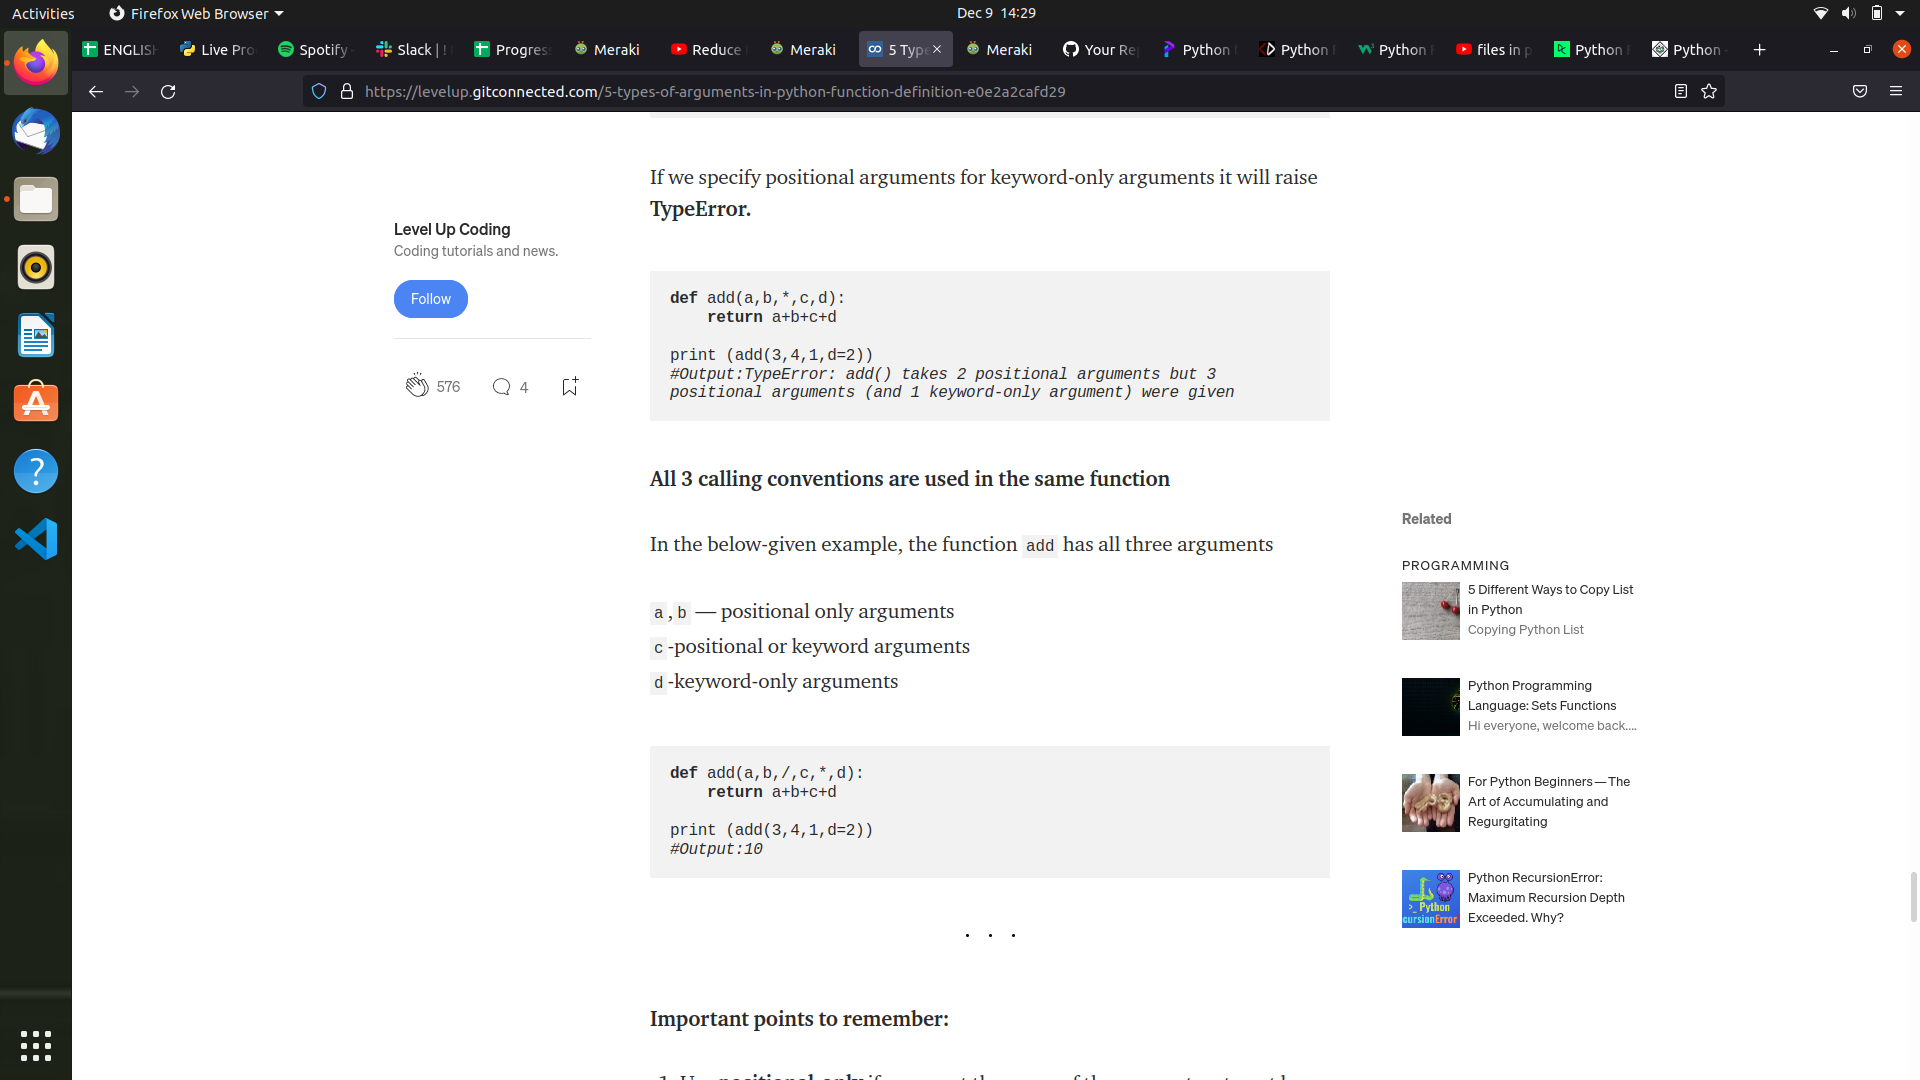 Activities
Firefox Web Browser
Dec 9 14:29
ENGLISH
Live Pro
Spotify
Slack | !
Progres
Meraki
Reduce
Meraki
5 Type
Meraki
Your Re
Python
Python
Python
files in p
Python
Python
https://levelup.gitconnected.com/5-types-of-arguments-in-python-function-definition-e0e2a2cafd29
If we specify positional arguments for keyword-only arguments it will raise
TypeError.
Level Up Coding
Coding tutorials and news.
Follow
576
4
def add(a,b,*,c,d):
    return a+b+c+d
print (add(3,4,1,d=2))
#Output:TypeError: add() takes 2 positional arguments but 3
positional arguments (and 1 keyword-only argument) were given
All 3 calling conventions are used in the same function
In the below-given example, the function add has all three arguments
a,b — positional only arguments
c-positional or keyword arguments
d-keyword-only arguments
def add(a,b,/,c,*,d):
    return a+b+c+d
print (add(3,4,1,d=2))
#Output:10
. . .
Important points to remember:
Related
PROGRAMMING
5 Different Ways to Copy List
in Python
Copying Python List
Python Programming
Language: Sets Functions
Hi everyone, welcome back....
For Python Beginners — The
Art of Accumulating and
Regurgitating
Python RecursionError:
Maximum Recursion Depth
Exceeded. Why?
>_ Python
cursionError